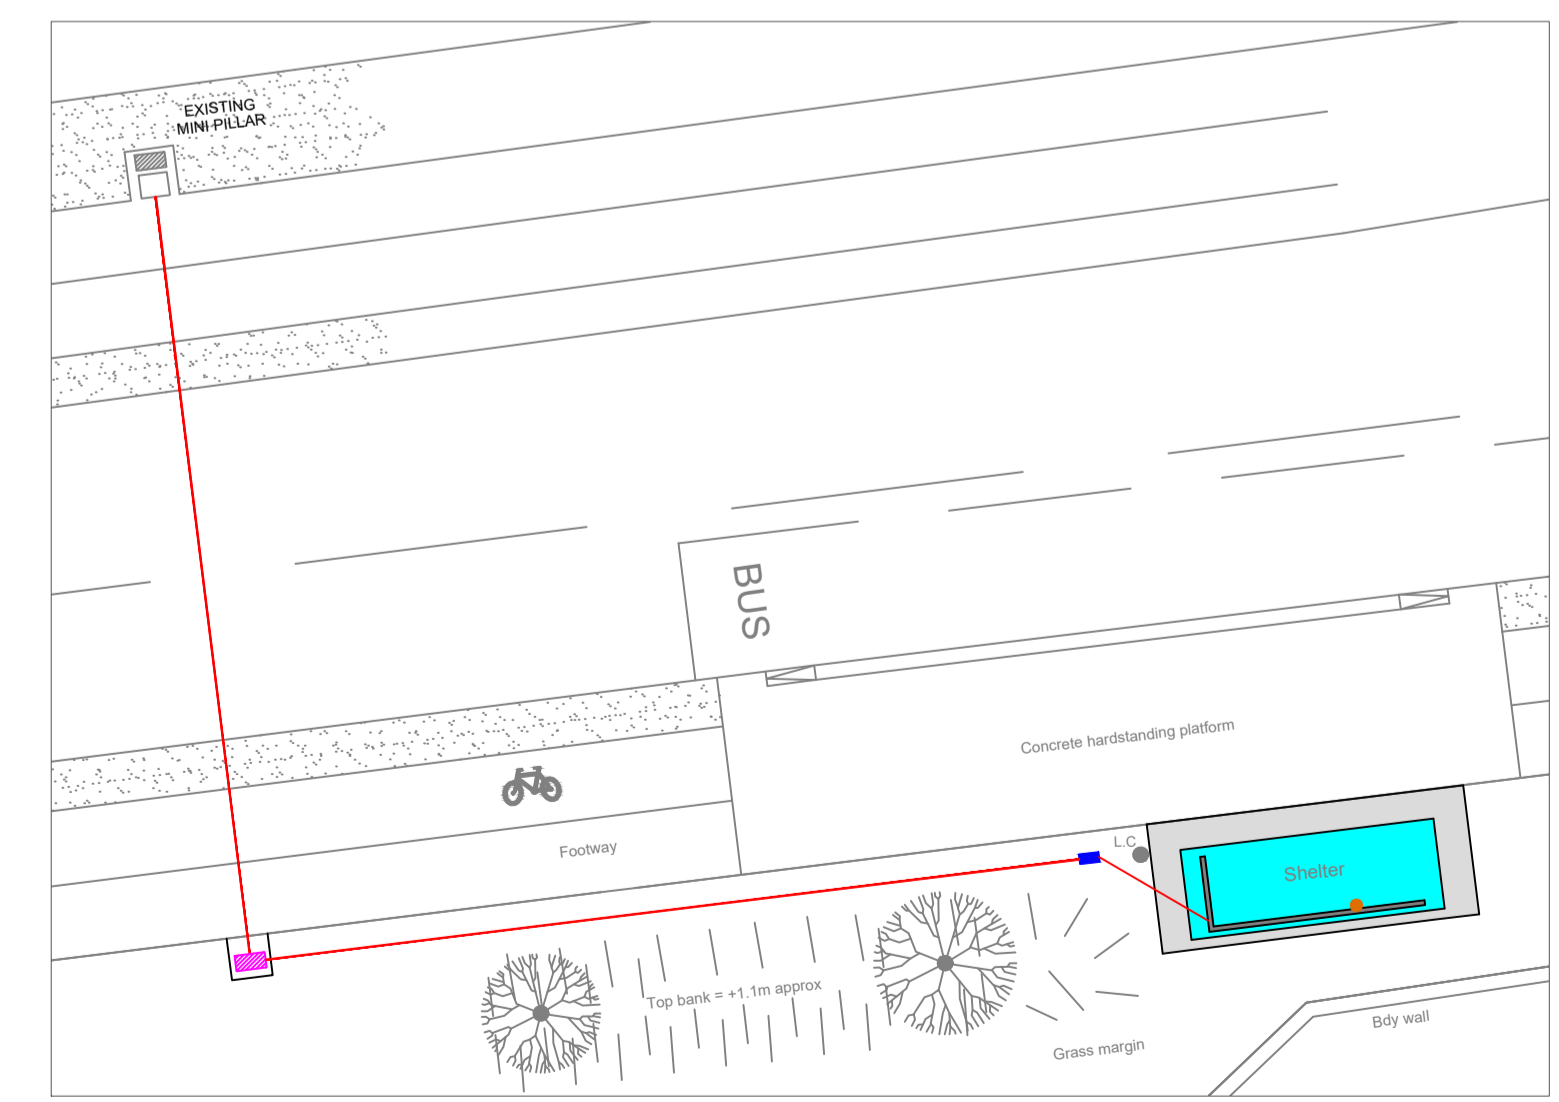 EXISTING
MINI PILLAR
BUS
Concrete hardstanding platform
L.C
Footway
Shelter
Top bank = +1.1m approx
Bdy wall
Grass margin